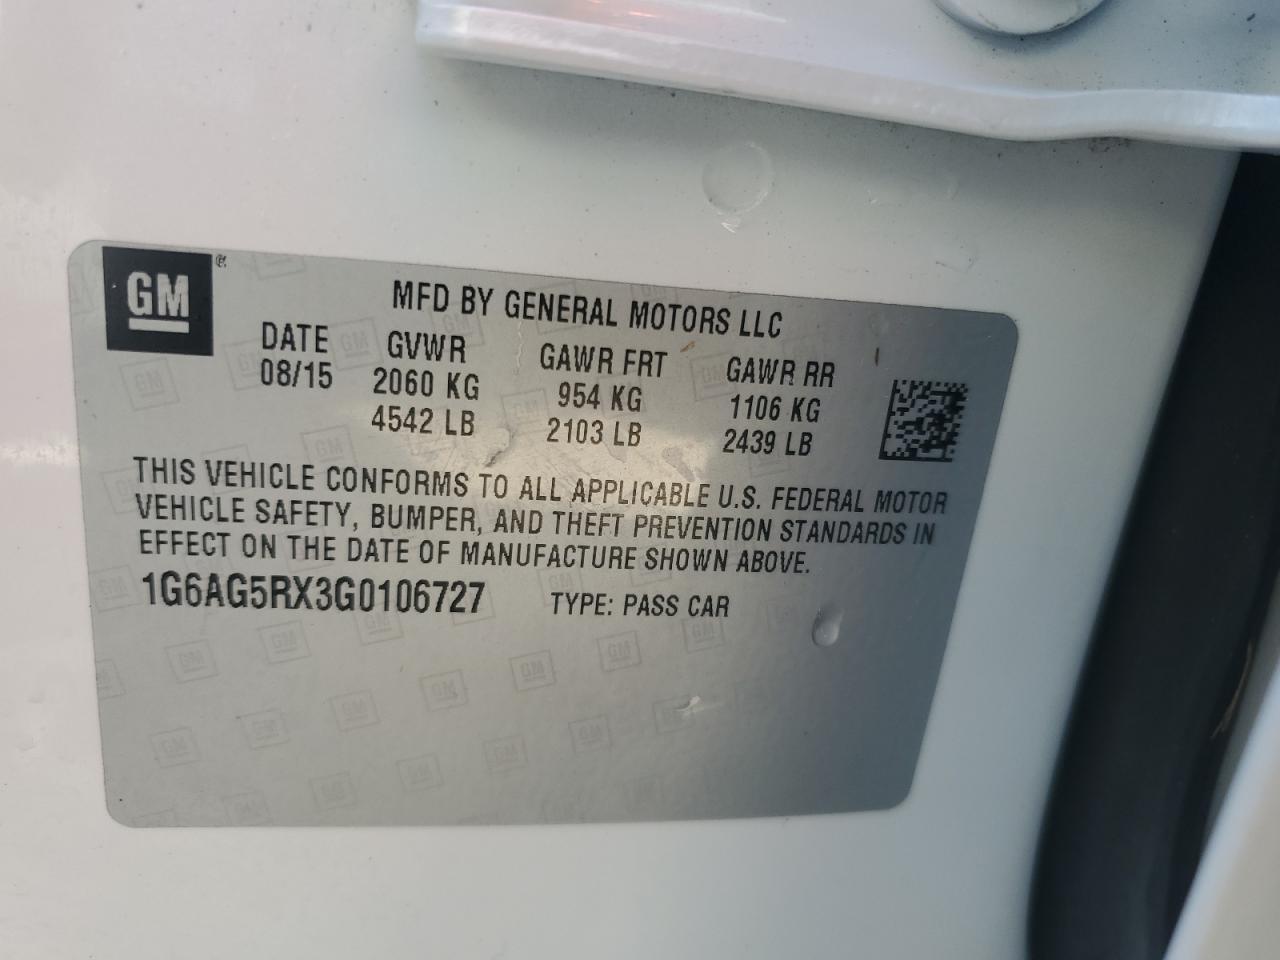 GM
MFD BY GENERAL MOTORS LLC
DATE GVWR GAWR FRT GAWR RR
08/15 2060 KG 954 KG 1106 KG
4542 LB 2103 LB 2439 LB
THIS VEHICLE CONFORMS TO ALL APPLICABLE U.S. FEDERAL MOTOR
VEHICLE SAFETY, BUMPER, AND THEFT PREVENTION STANDARDS IN
EFFECT ON THE DATE OF MANUFACTURE SHOWN ABOVE.
1G6AG5RX3G0106727 TYPE: PASS CAR